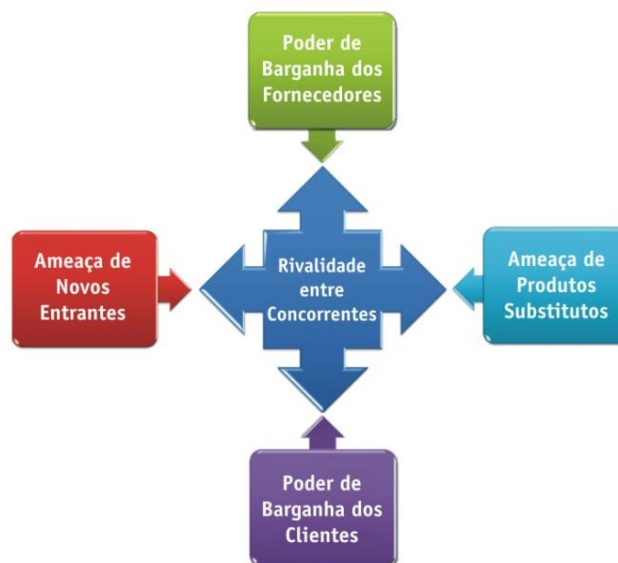 Poder de
Barganha dos
Fornecedores
Ameaça de
Novos
Entrantes
Rivalidade
entre
Concorrentes
Ameaça de
Produtos
Substitutos
Poder de
Barganha dos
Clientes